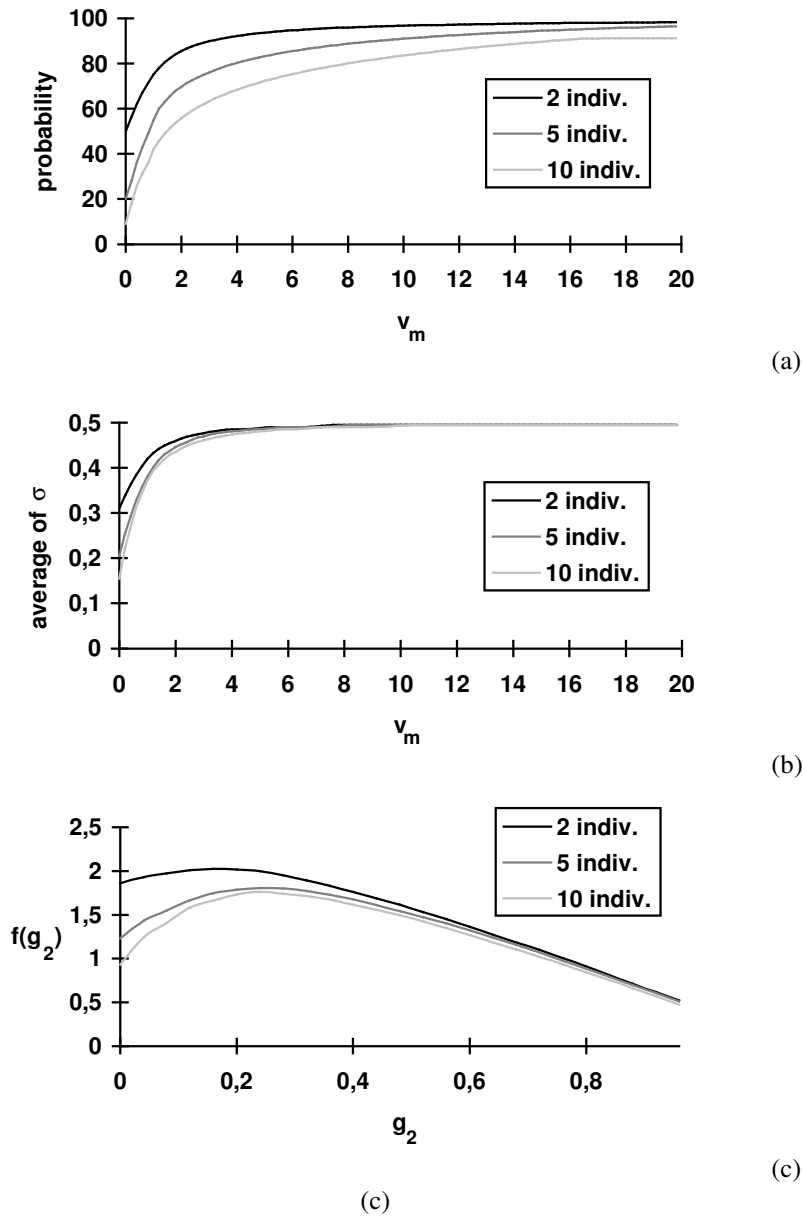 100
80
60
40
20
0
probability
2 indiv.
5 indiv.
10 indiv.
0 2 4 6 8 10 12 14 16 18 20
v_m
(a)
0,5
0,4
0,3
0,2
0,1
0
average of σ
2 indiv.
5 indiv.
10 indiv.
0 2 4 6 8 10 12 14 16 18 20
v_m
(b)
2,5
2
1,5
1
0,5
0
f(g_2)
2 indiv.
5 indiv.
10 indiv.
0 0,2 0,4 0,6 0,8
g_2
(c)
(c)